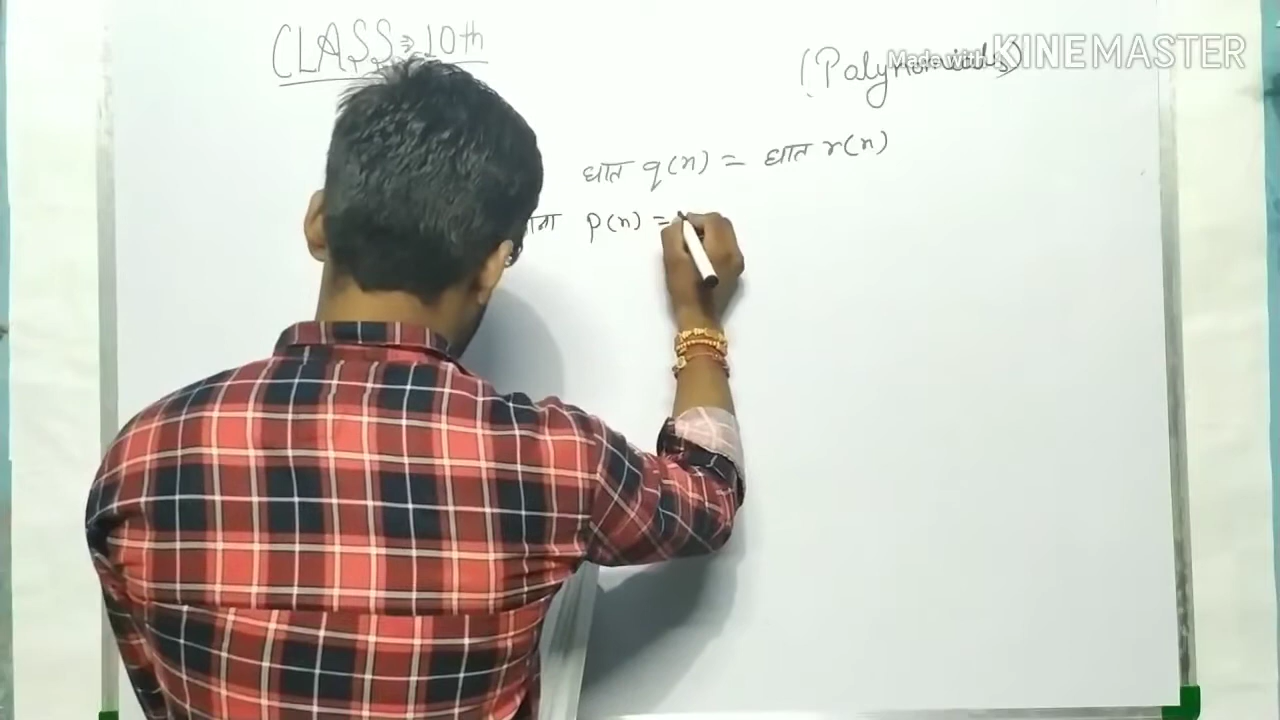 CLASS ⇒ 10th
(Polynomials)
Made with KINEMASTER
घात q(x) = घात r(x)
माना p(x) =